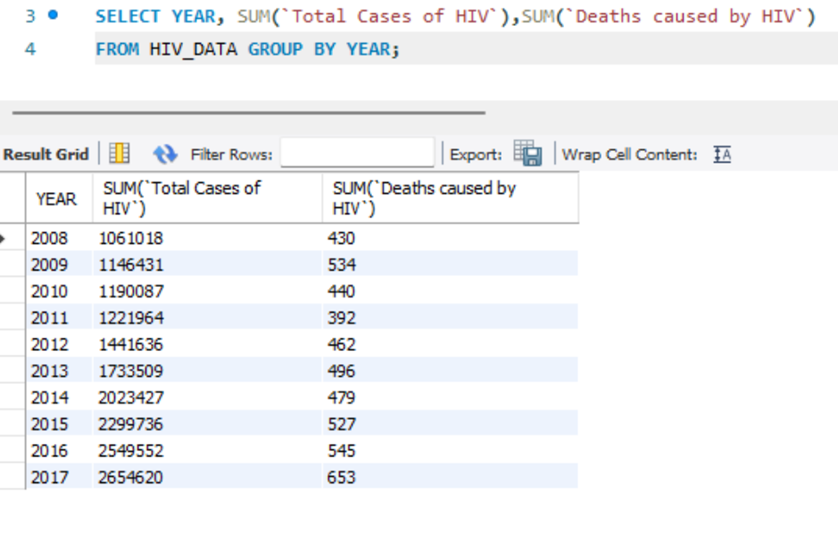 3 SELECT YEAR, SUM(`Total Cases of HIV`),SUM(`Deaths caused by HIV`)
4 FROM HIV_DATA GROUP BY YEAR;
Result Grid Filter Rows: Export: Wrap Cell Content: IA
YEAR SUM(`Total Cases of HIV`) SUM(`Deaths caused by HIV`)
2008 1061018 430
2009 1146431 534
2010 1190087 440
2011 1221964 392
2012 1441636 462
2013 1733509 496
2014 2023427 479
2015 2299736 527
2016 2549552 545
2017 2654620 653